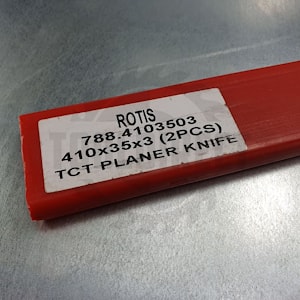 ROTIS
788.4103503
410x35x3 (2PCS)
TCT PLANER KNIFE